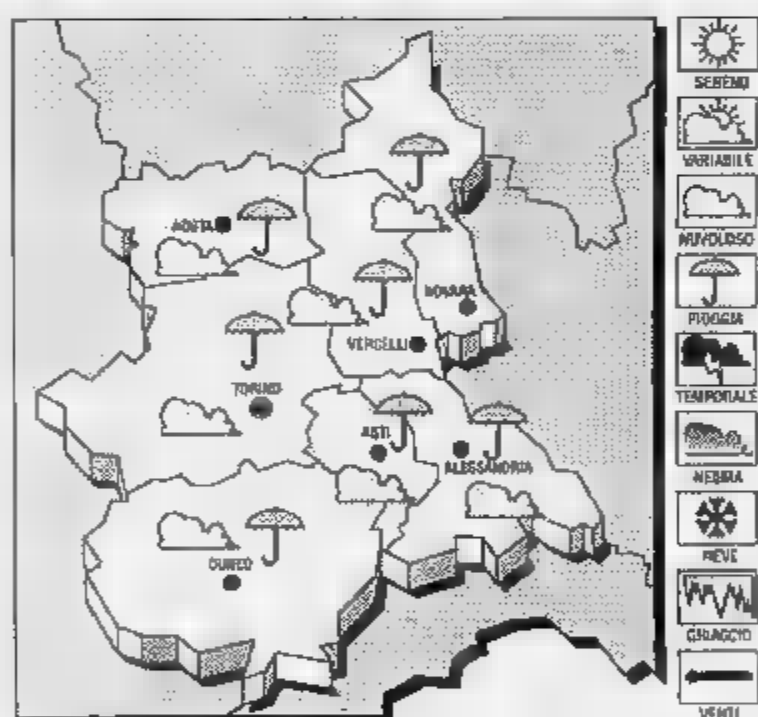 AOSTA
NOVARA
VERCELLI
TORINO
ASTI
ALESSANDRIA
CUNEO
SERENO
VARIABILE
NUVOLOSO
PIOGGIA
TEMPORALE
NEBBIA
NEVE
GHIACCIO
VENTI